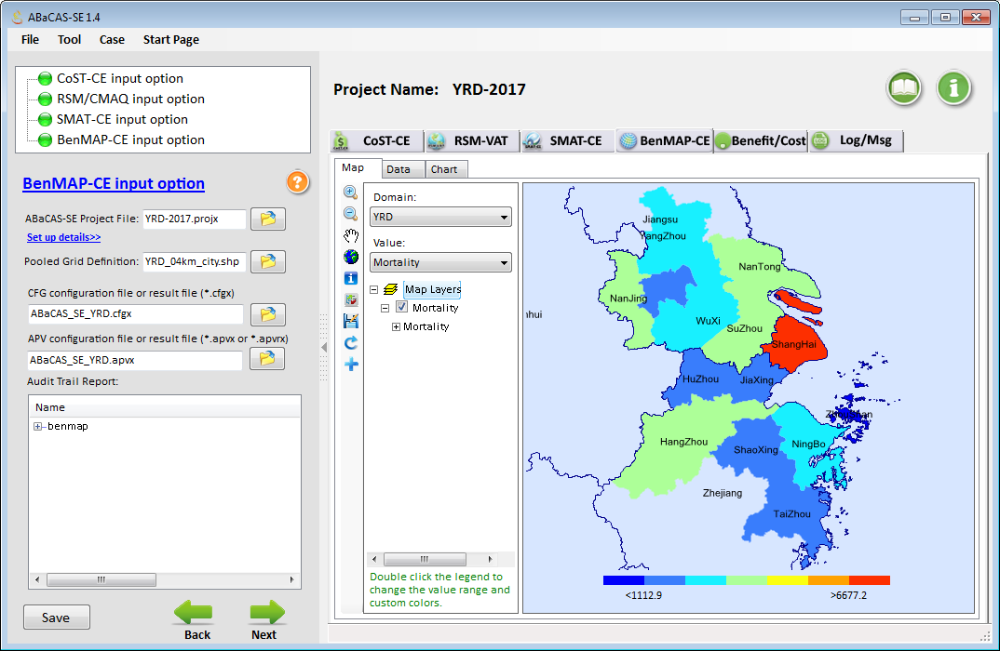 ABaCAS-SE1.4
File Tool Case Start Page
CoST-CE input option
RSM/CMAQ input option
SMAT-CE input option
BenMAP-CE input option
BenMAP-CE input option
ABaCAS-SE Project File: YRD-2017.projx
Set up details>>
Pooled Grid Definition: YRD_04km_city.shp
CFG configuration file or result file (*.cfgx)
ABaCAS_SE_YRD.cfgx
APV configuration file or result file (*.apvx or *.apvrx)
ABaCAS_SE_YRD.apvx
Audit Trail Report:
Name
benmap
Save
Back
Next
Project Name: YRD-2017
CoST-CE RSM-VAT SMAT-CE BenMAP-CE Benefit/Cost Log/Msg
Map Data Chart
Domain:
YRD
Value:
Mortality
Map Layers
Mortality
Mortality
Double click the legend to
change the value range and
custom colors.
Jiangsu
YangZhou
NanTong
NanJing
hui
WuXi
SuZhou
ShangHai
HuZhou
JiaXing
HangZhou
ShaoXing
NingBo
Zhejiang
TaiZhou
<1112.9
>6677.2